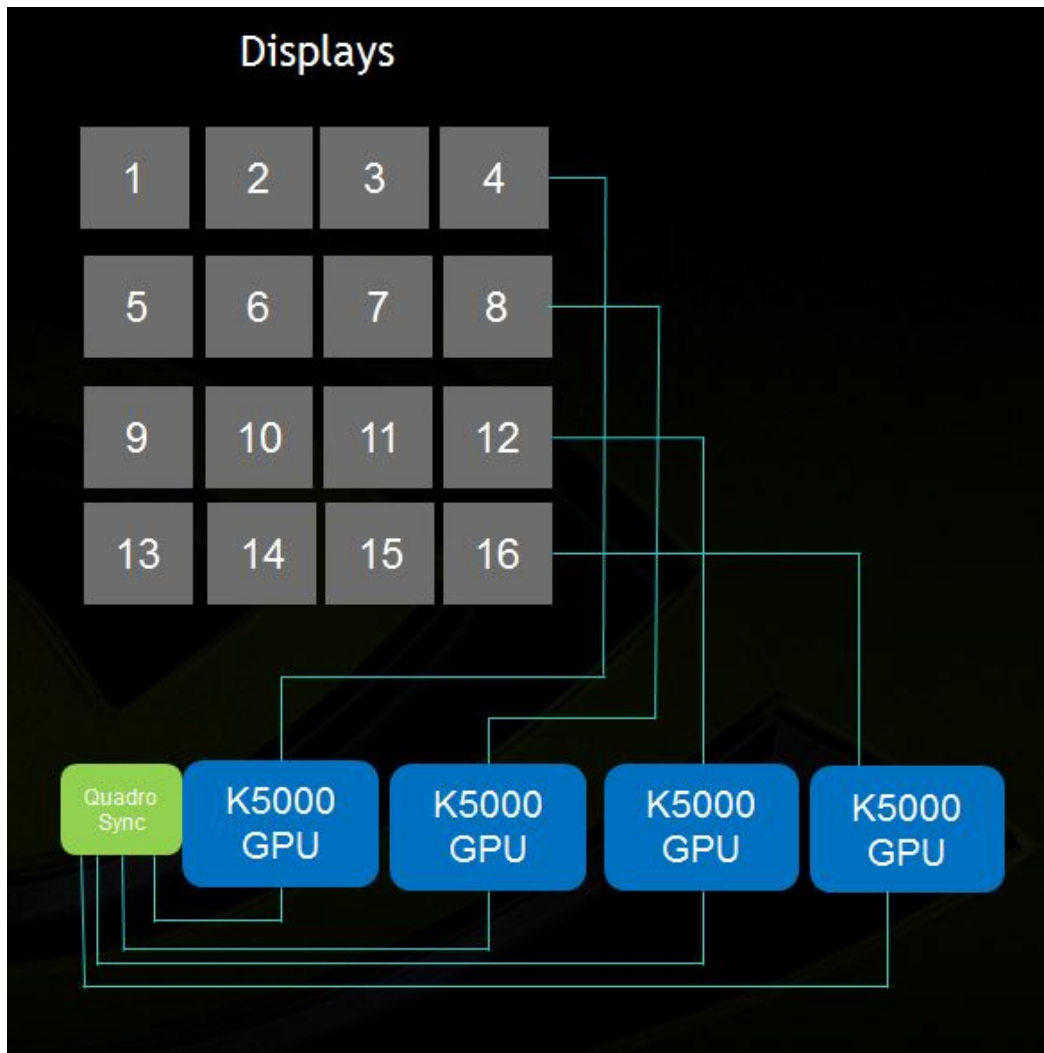 Displays
1 2 3 4
5 6 7 8
9 10 11 12
13 14 15 16
Quadro
Sync
K5000
GPU
K5000
GPU
K5000
GPU
K5000
GPU